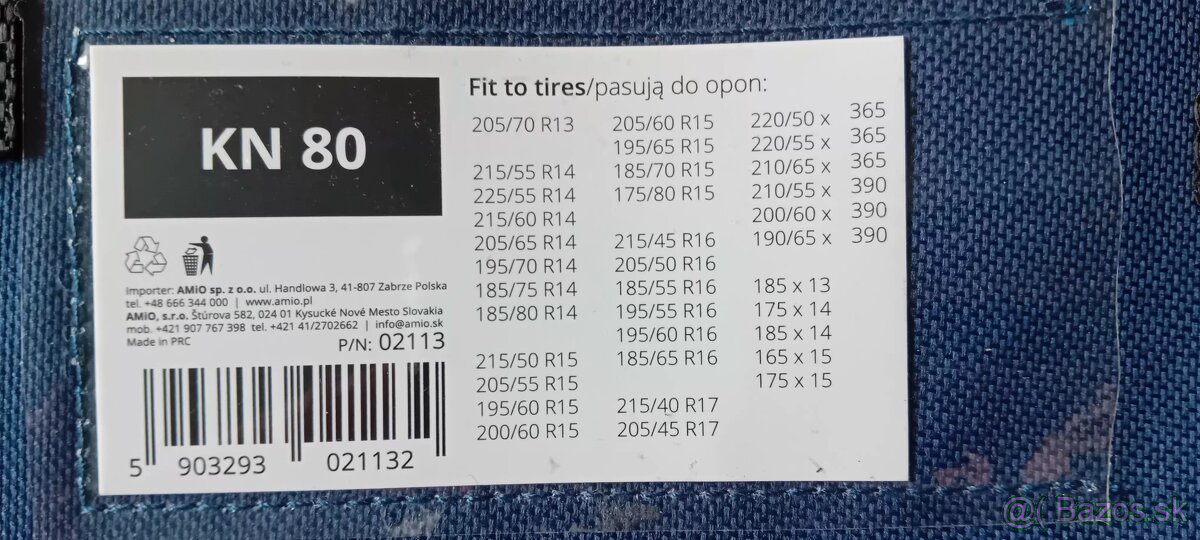 KN 80
Importer: AMiO sp. z o.o. ul. Handlowa 3, 41-807 Zabrze Polska
tel. +48 666 344 000 | www.amio.pl
AMiO, s.r.o. Štúrova 582, 024 01 Kysucké Nové Mesto Slovakia
mob. +421 907 767 398 tel. +421 41/2702662 | info@amio.sk
Made in PRC
P/N: 02113
5 903293 021132
Fit to tires/pasują do opon:
205/70 R13
215/55 R14
225/55 R14
215/60 R14
205/65 R14
195/70 R14
185/75 R14
185/80 R14
215/50 R15
205/55 R15
195/60 R15
200/60 R15
205/60 R15
195/65 R15
185/70 R15
175/80 R15
215/45 R16
205/50 R16
185/55 R16
195/55 R16
195/60 R16
185/65 R16
215/40 R17
205/45 R17
220/50 x 365
220/55 x 365
210/65 x 365
210/55 x 390
200/60 x 390
190/65 x 390
185 x 13
175 x 14
185 x 14
165 x 15
175 x 15
@( Bazos.sk